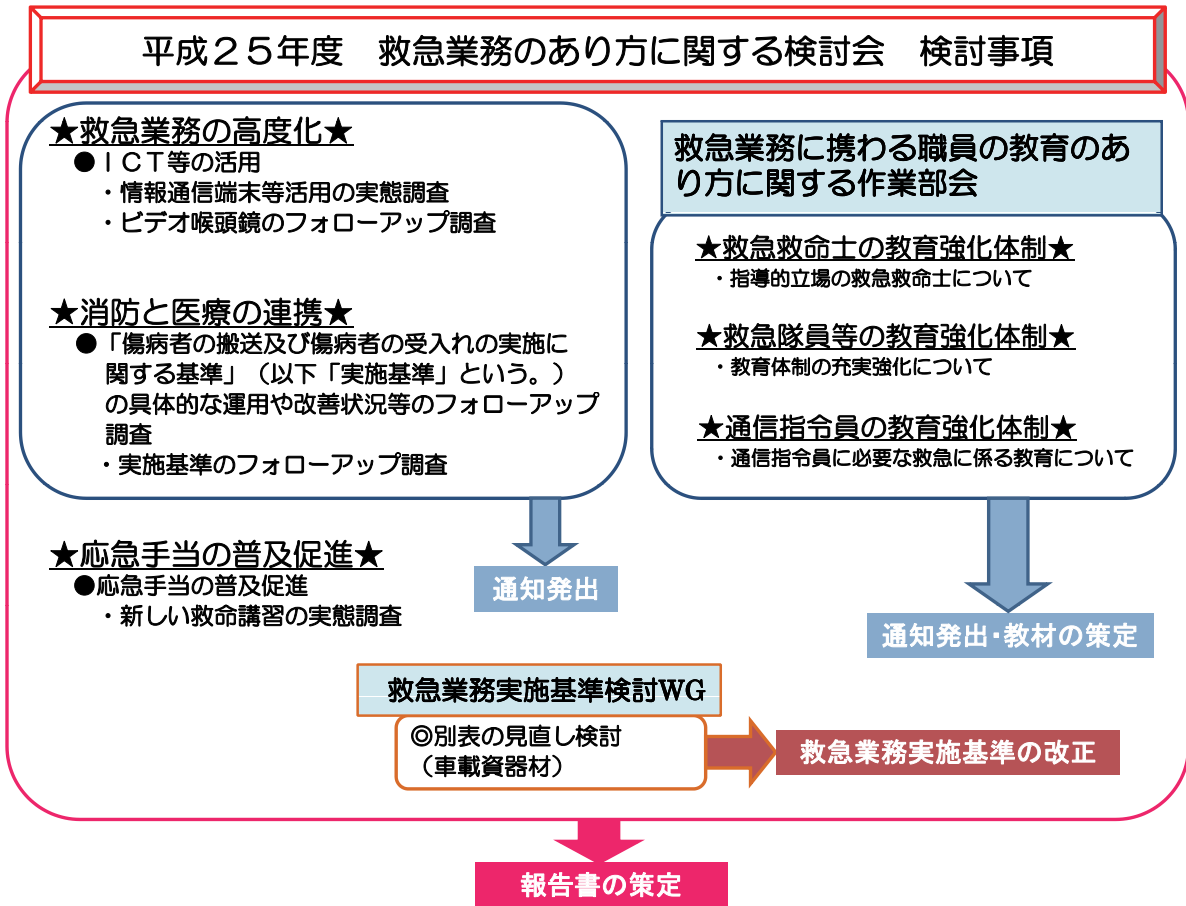 平成２５年度　救急業務のあり方に関する検討会　検討事項
★救急業務の高度化★
●ＩＣＴ等の活用
・情報通信端末等活用の実態調査
・ビデオ喉頭鏡のフォローアップ調査
★消防と医療の連携★
●「傷病者の搬送及び傷病者の受入れの実施に
関する基準」（以下「実施基準」という。）
の具体的な運用や改善状況等のフォローアップ
調査
・実施基準のフォローアップ調査
通知発出
★応急手当の普及促進★
●応急手当の普及促進
・新しい救命講習の実態調査
救急業務に携わる職員の教育のあ
り方に関する作業部会
★救急救命士の教育強化体制★
・指導的立場の救急救命士について
★救急隊員等の教育強化体制★
・教育体制の充実強化について
★通信指令員の教育強化体制★
・通信指令員に必要な救急に係る教育について
通知発出・教材の策定
救急業務実施基準検討WG
◎別表の見直し検討
（車載資器材）
救急業務実施基準の改正
報告書の策定